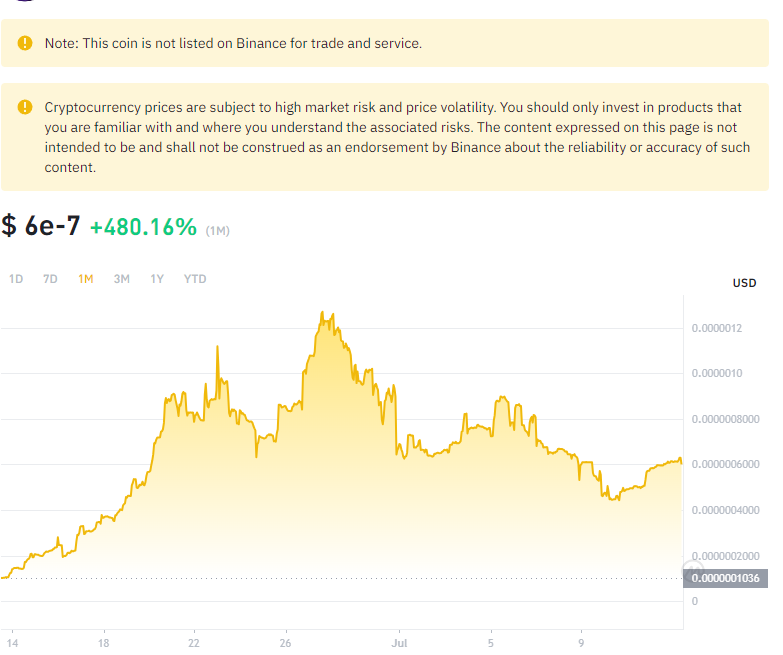 Note: This coin is not listed on Binance for trade and service.
Cryptocurrency prices are subject to high market risk and price volatility. You should only invest in products that
you are familiar with and where you understand the associated risks. The content expressed on this page is not
intended to be and shall not be construed as an endorsement by Binance about the reliability or accuracy of such
content.
$ 6e-7 +480.16% (1M)
1D 7D 1M 3M 1Y YTD
USD
0.0000012
0.0000010
0.0000008000
0.0000006000
0.0000004000
0.0000002000
0.0000001036
0
14 18 22 26 Jul 5 9